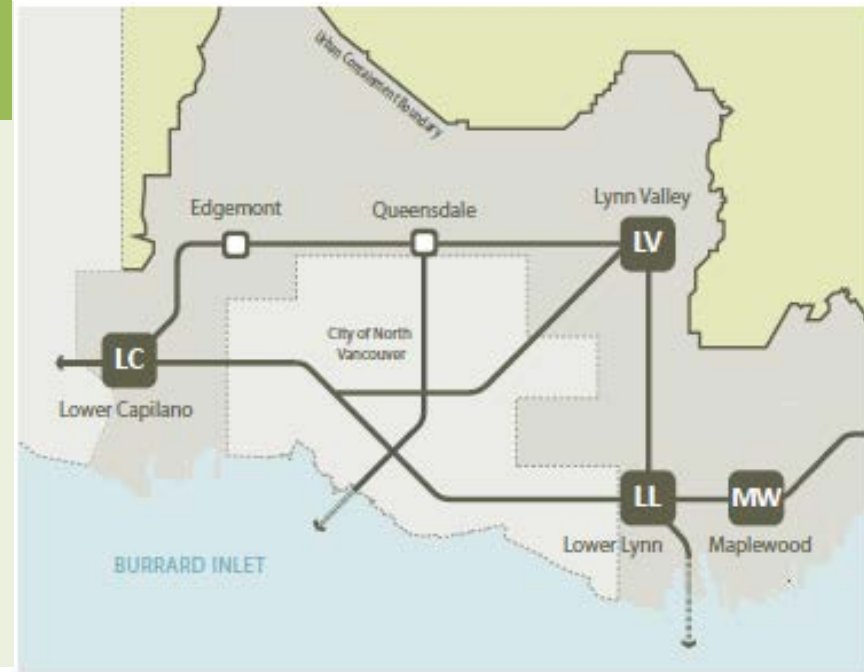 Urban Containment Boundary
Edgemont
Queensdale
Lynn Valley
LV
City of North
Vancouver
LC
Lower Capilano
LL
MW
Lower Lynn
Maplewood
BURRARD INLET